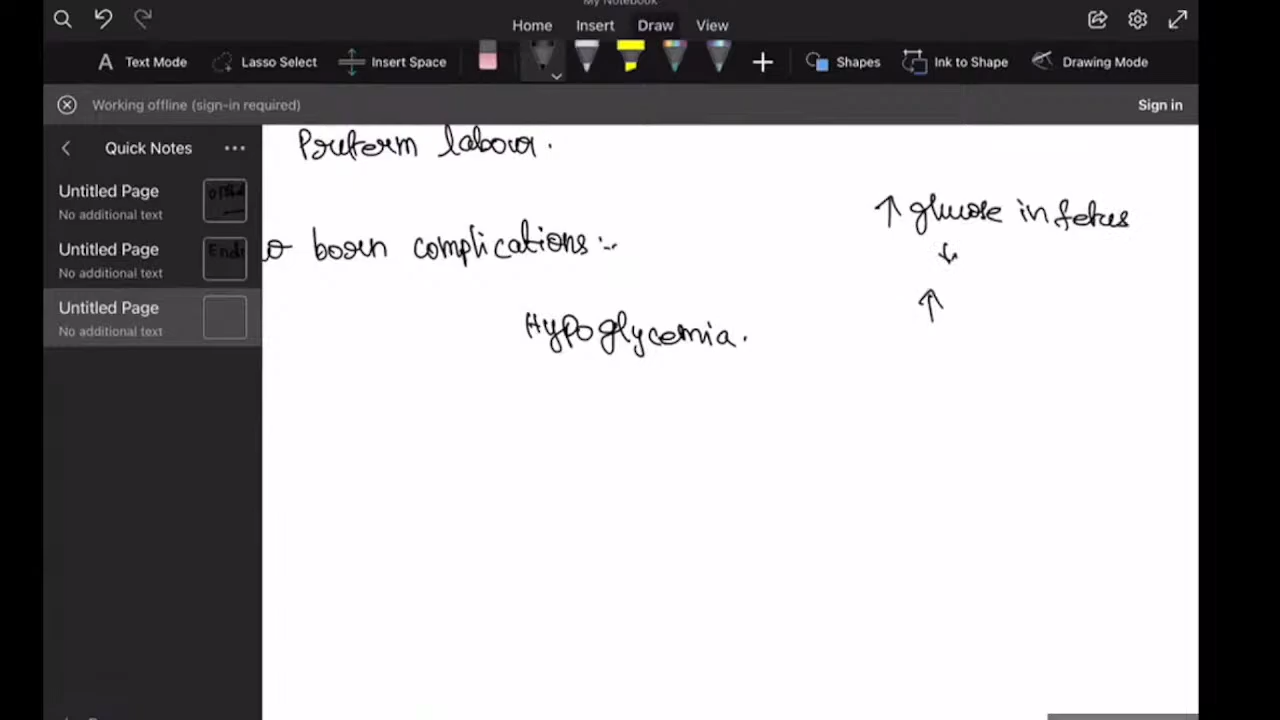 My Notebook
Home Insert Draw View
Text Mode Lasso Select Insert Space Shapes Ink to Shape Drawing Mode
Working offline (sign-in required) Sign in
Quick Notes
Untitled Page
No additional text
Untitled Page
No additional text
Untitled Page
No additional text
Preterm labour.
born complications :-
↑ glucose in fetus
↓
↑
Hypoglycemia.